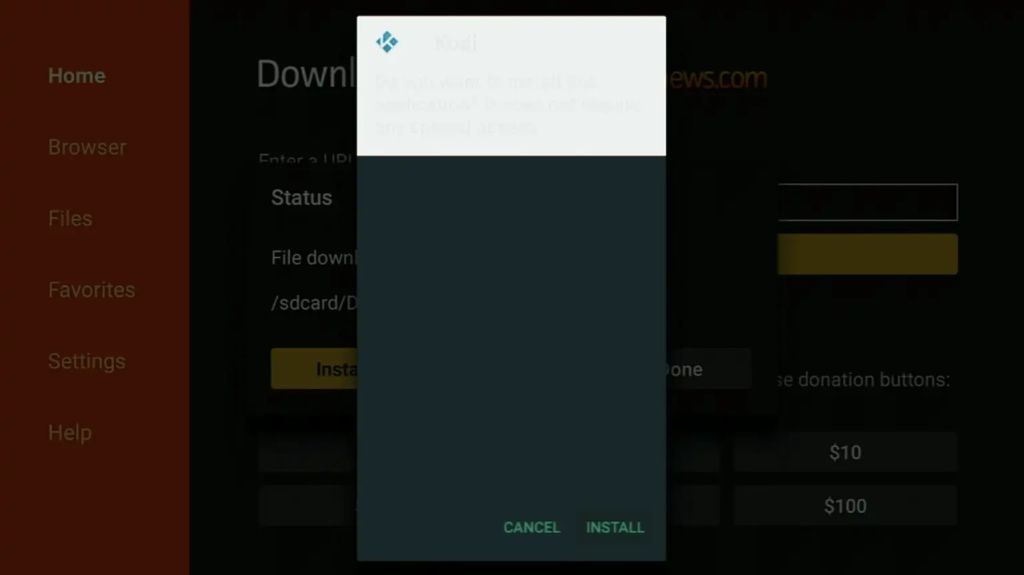 Home
Browser
Files
Favorites
Settings
Help
Downl
ews.com
Enter a URL
Status
File downl
/sdcard/D
Insta
Done
se donation buttons:
$10
$100
Kodi
Do you want to install this
application? It does not require
any special access.
CANCEL
INSTALL